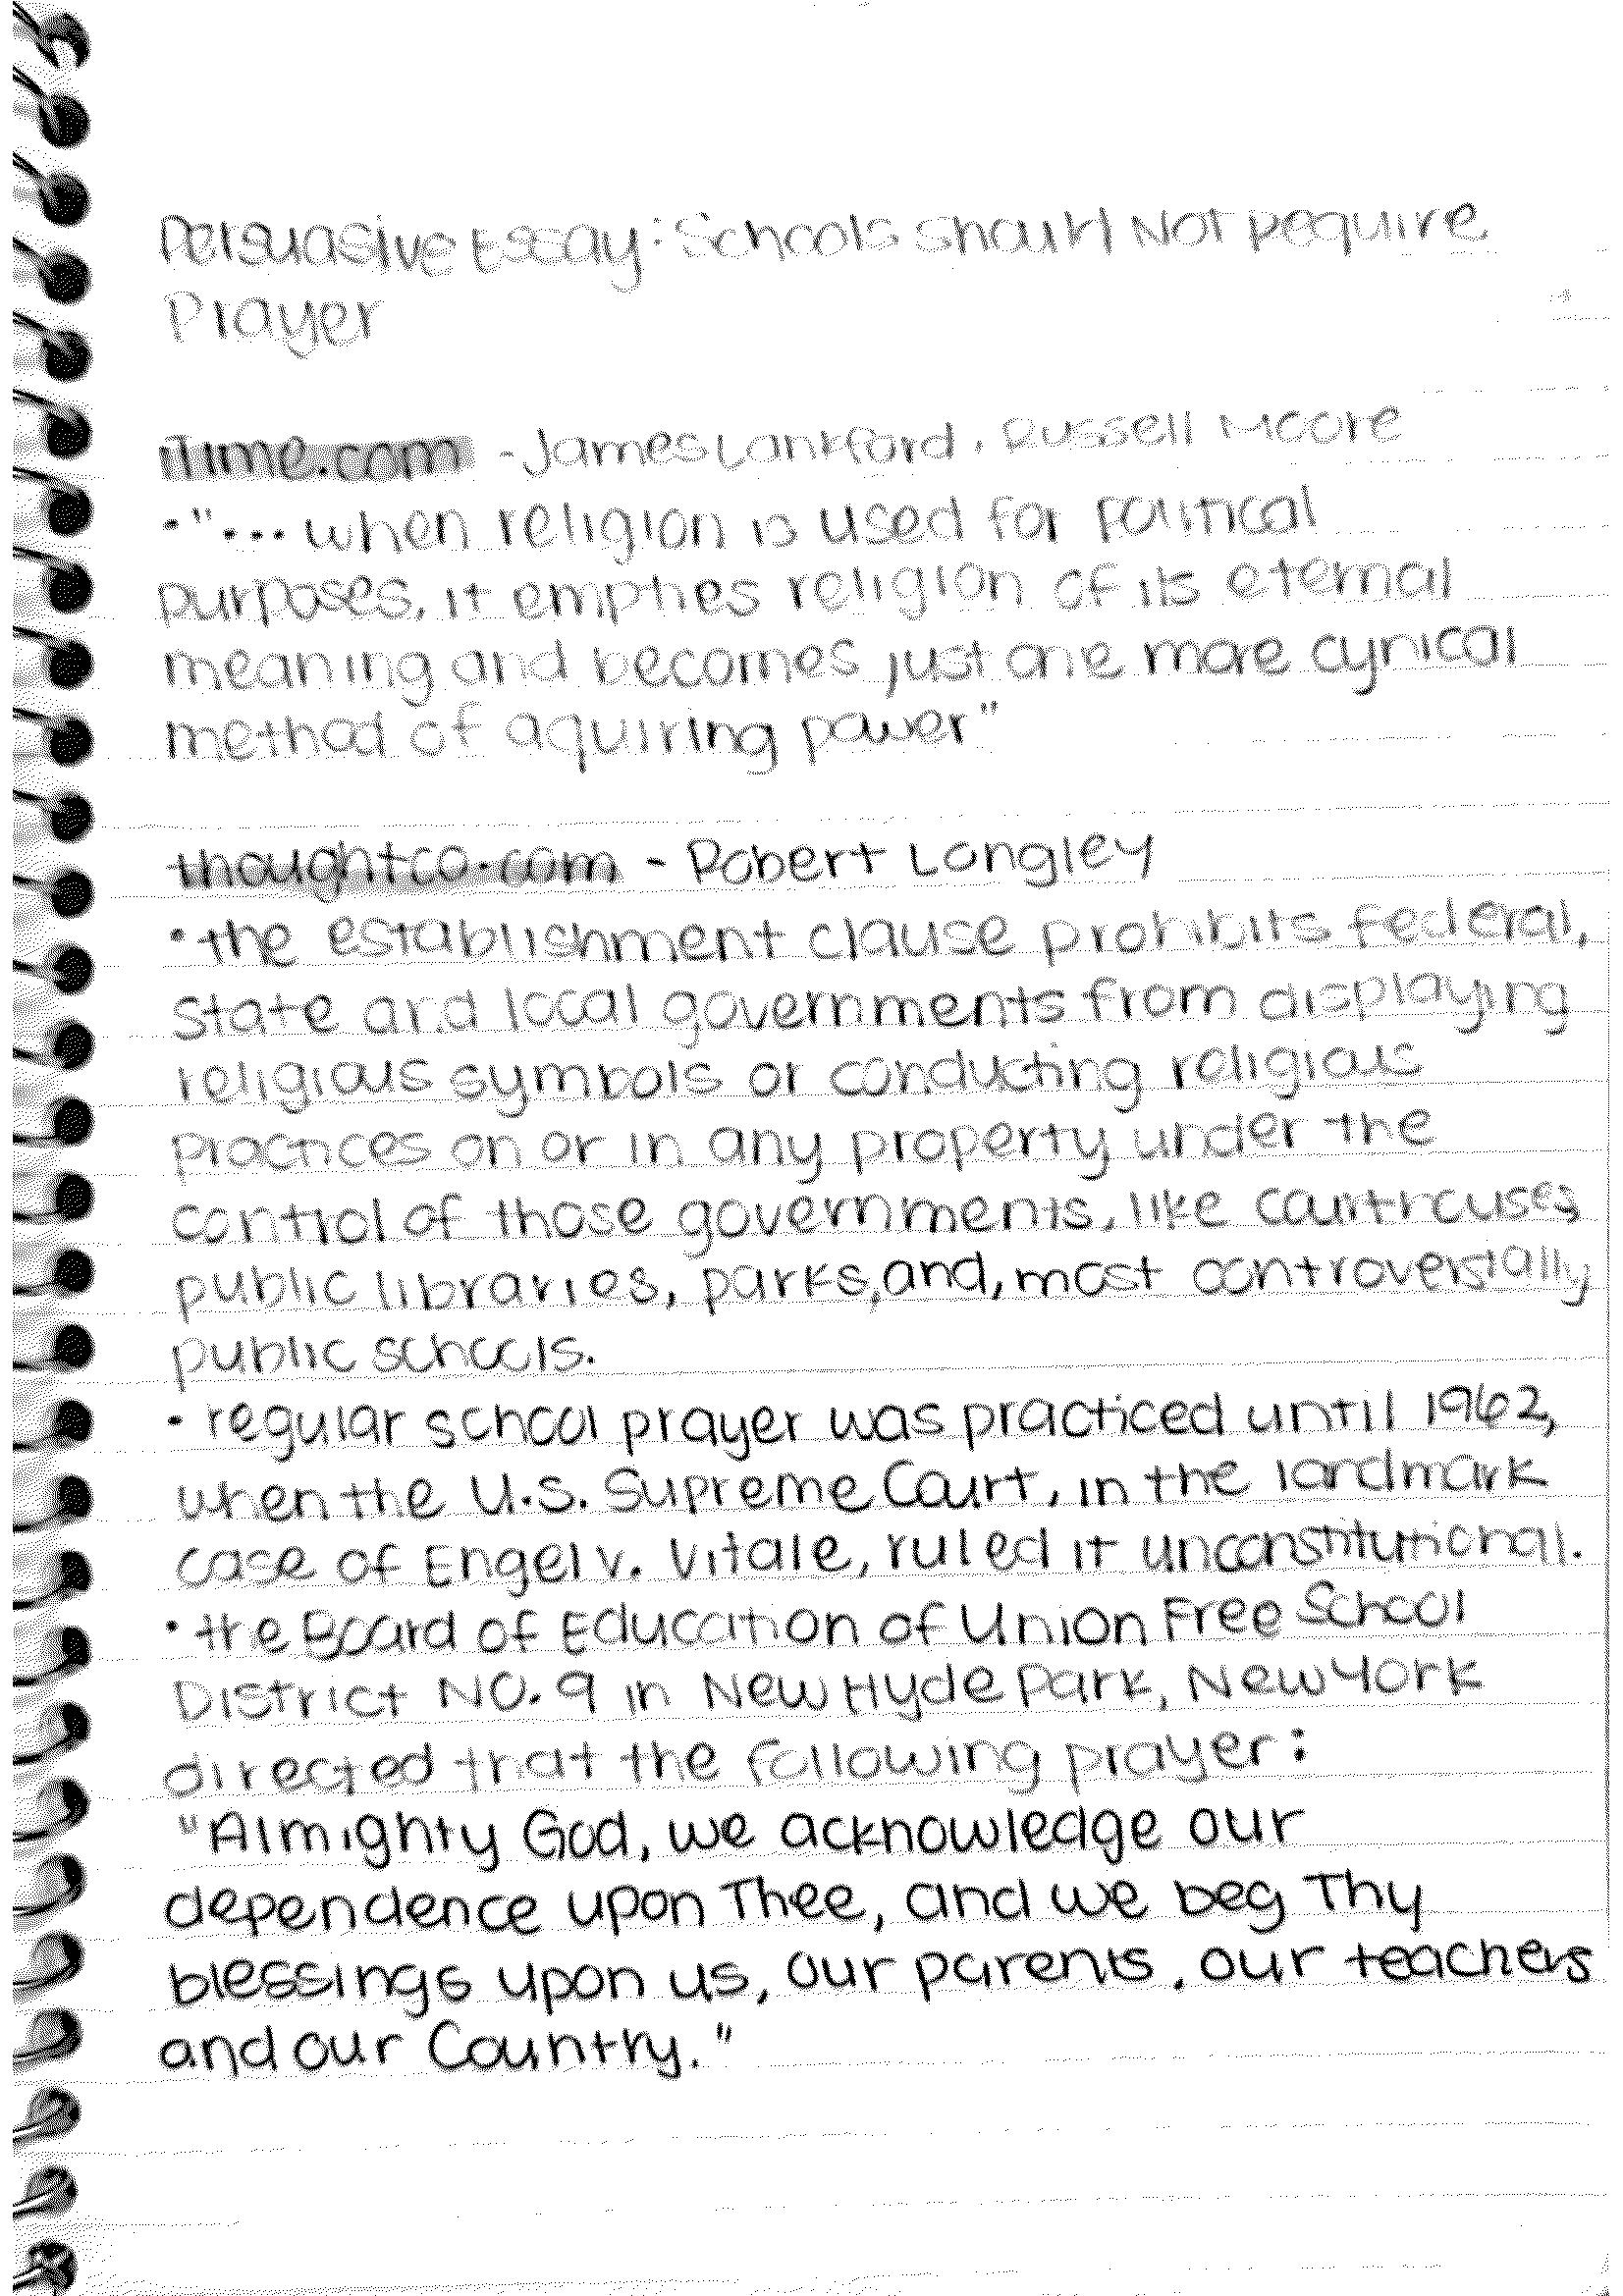 Persuasive Essay: Schools Should Not Require
Prayer
Time.com - James Lankford, Russell Moore
• "... when religion is used for political
purposes, it empties religion of its eternal
meaning and becomes just one more cynical
method of aquiring power"
thoughtco.com - Robert Longley
• the establishment clause prohibits federal,
state and local governments from displaying
religious symbols or conducting religious
practices on or in any property under the
control of those governments, like courthouses,
public libraries, parks, and, most controversially
public schools.
• regular school prayer was practiced until 1962,
when the U.S. Supreme Court, in the landmark
case of Engel v. Vitale, ruled it unconstitutional.
• the Board of Education of Union Free School
District NO. 9 in New Hyde Park, New York
directed that the following prayer:
"Almighty God, we acknowledge our
dependence upon Thee, and we beg Thy
blessings upon us, our parents, our teachers
and our Country."